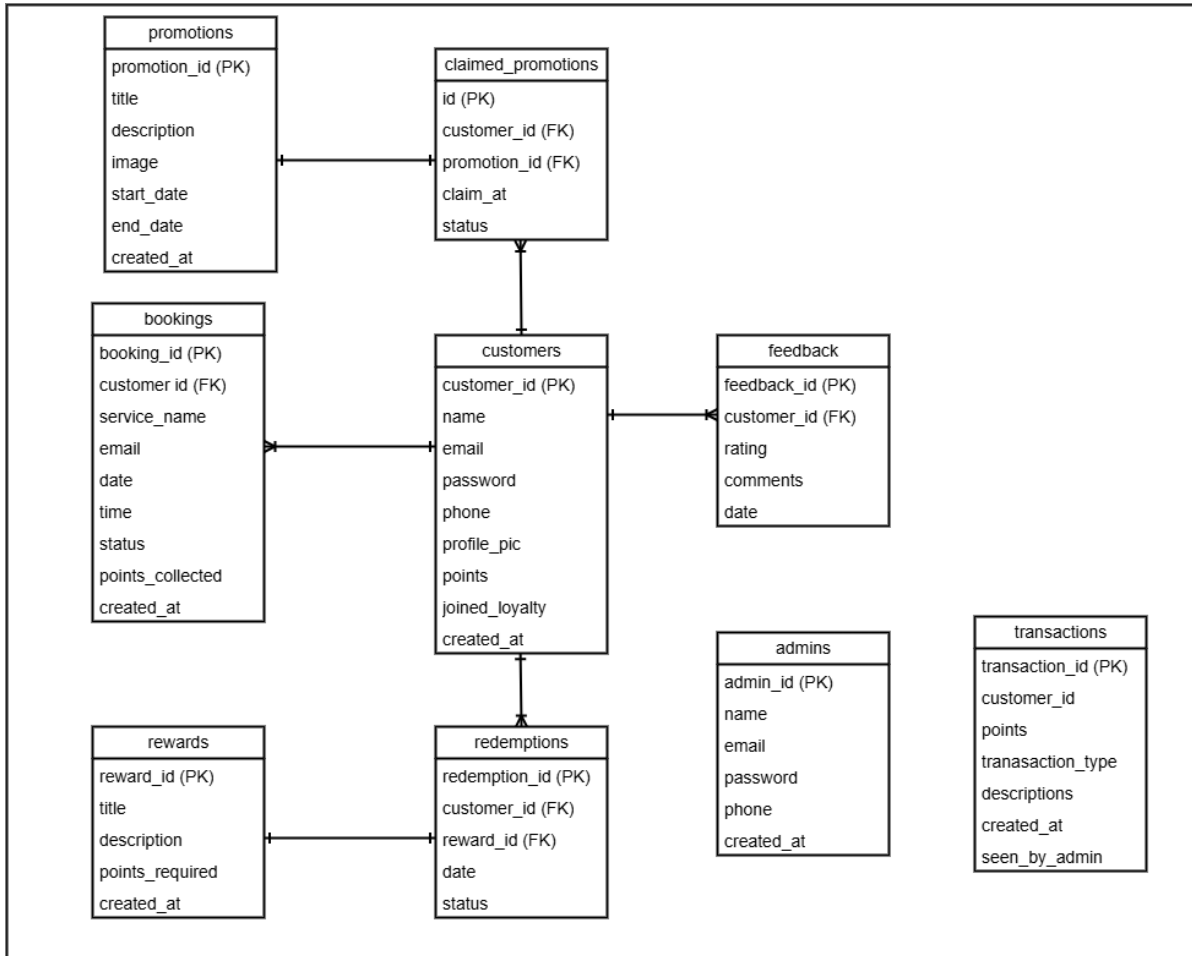 promotions
promotion_id (PK)
title
description
image
start_date
end_date
created_at
claimed_promotions
id (PK)
customer_id (FK)
promotion_id (FK)
claim_at
status
bookings
booking_id (PK)
customer id (FK)
service_name
email
date
time
status
points_collected
created_at
customers
customer_id (PK)
name
email
password
phone
profile_pic
points
joined_loyalty
created_at
feedback
feedback_id (PK)
customer_id (FK)
rating
comments
date
rewards
reward_id (PK)
title
description
points_required
created_at
redemptions
redemption_id (PK)
customer_id (FK)
reward_id (FK)
date
status
admins
admin_id (PK)
name
email
password
phone
created_at
transactions
transaction_id (PK)
customer_id
points
tranasaction_type
descriptions
created_at
seen_by_admin